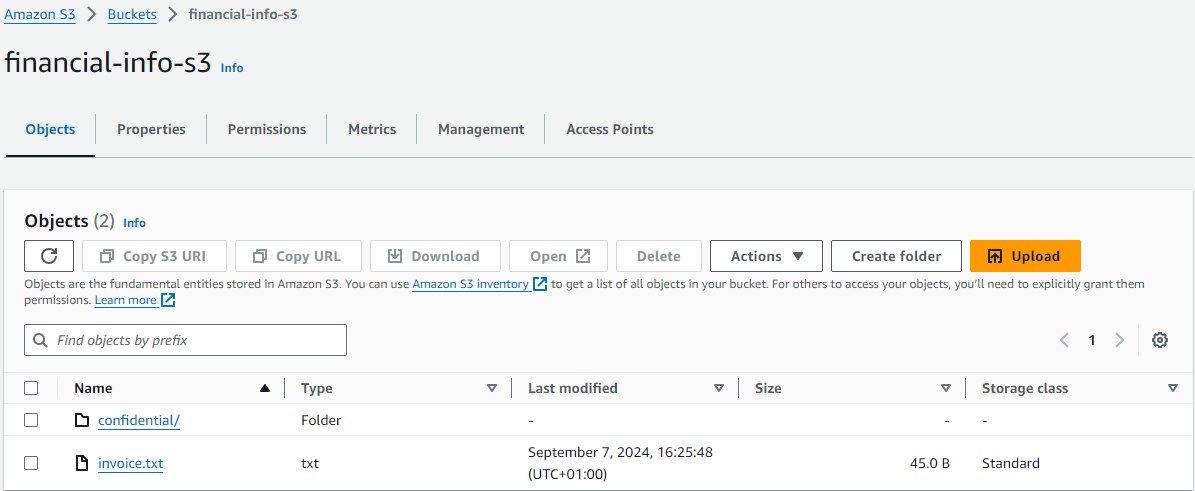 Amazon S3 > Buckets > financial-info-s3
financial-info-s3 Info
Objects Properties Permissions Metrics Management Access Points
Objects (2) Info
Copy S3 URI Copy URL Download Open Delete Actions Create folder Upload
Objects are the fundamental entities stored in Amazon S3. You can use Amazon S3 inventory to get a list of all objects in your bucket. For others to access your objects, you'll need to explicitly grant them
permissions. Learn more
Find objects by prefix 1
Name Type Last modified Size Storage class
confidential/ Folder - - -
invoice.txt txt September 7, 2024, 16:25:48 45.0 B Standard
(UTC+01:00)